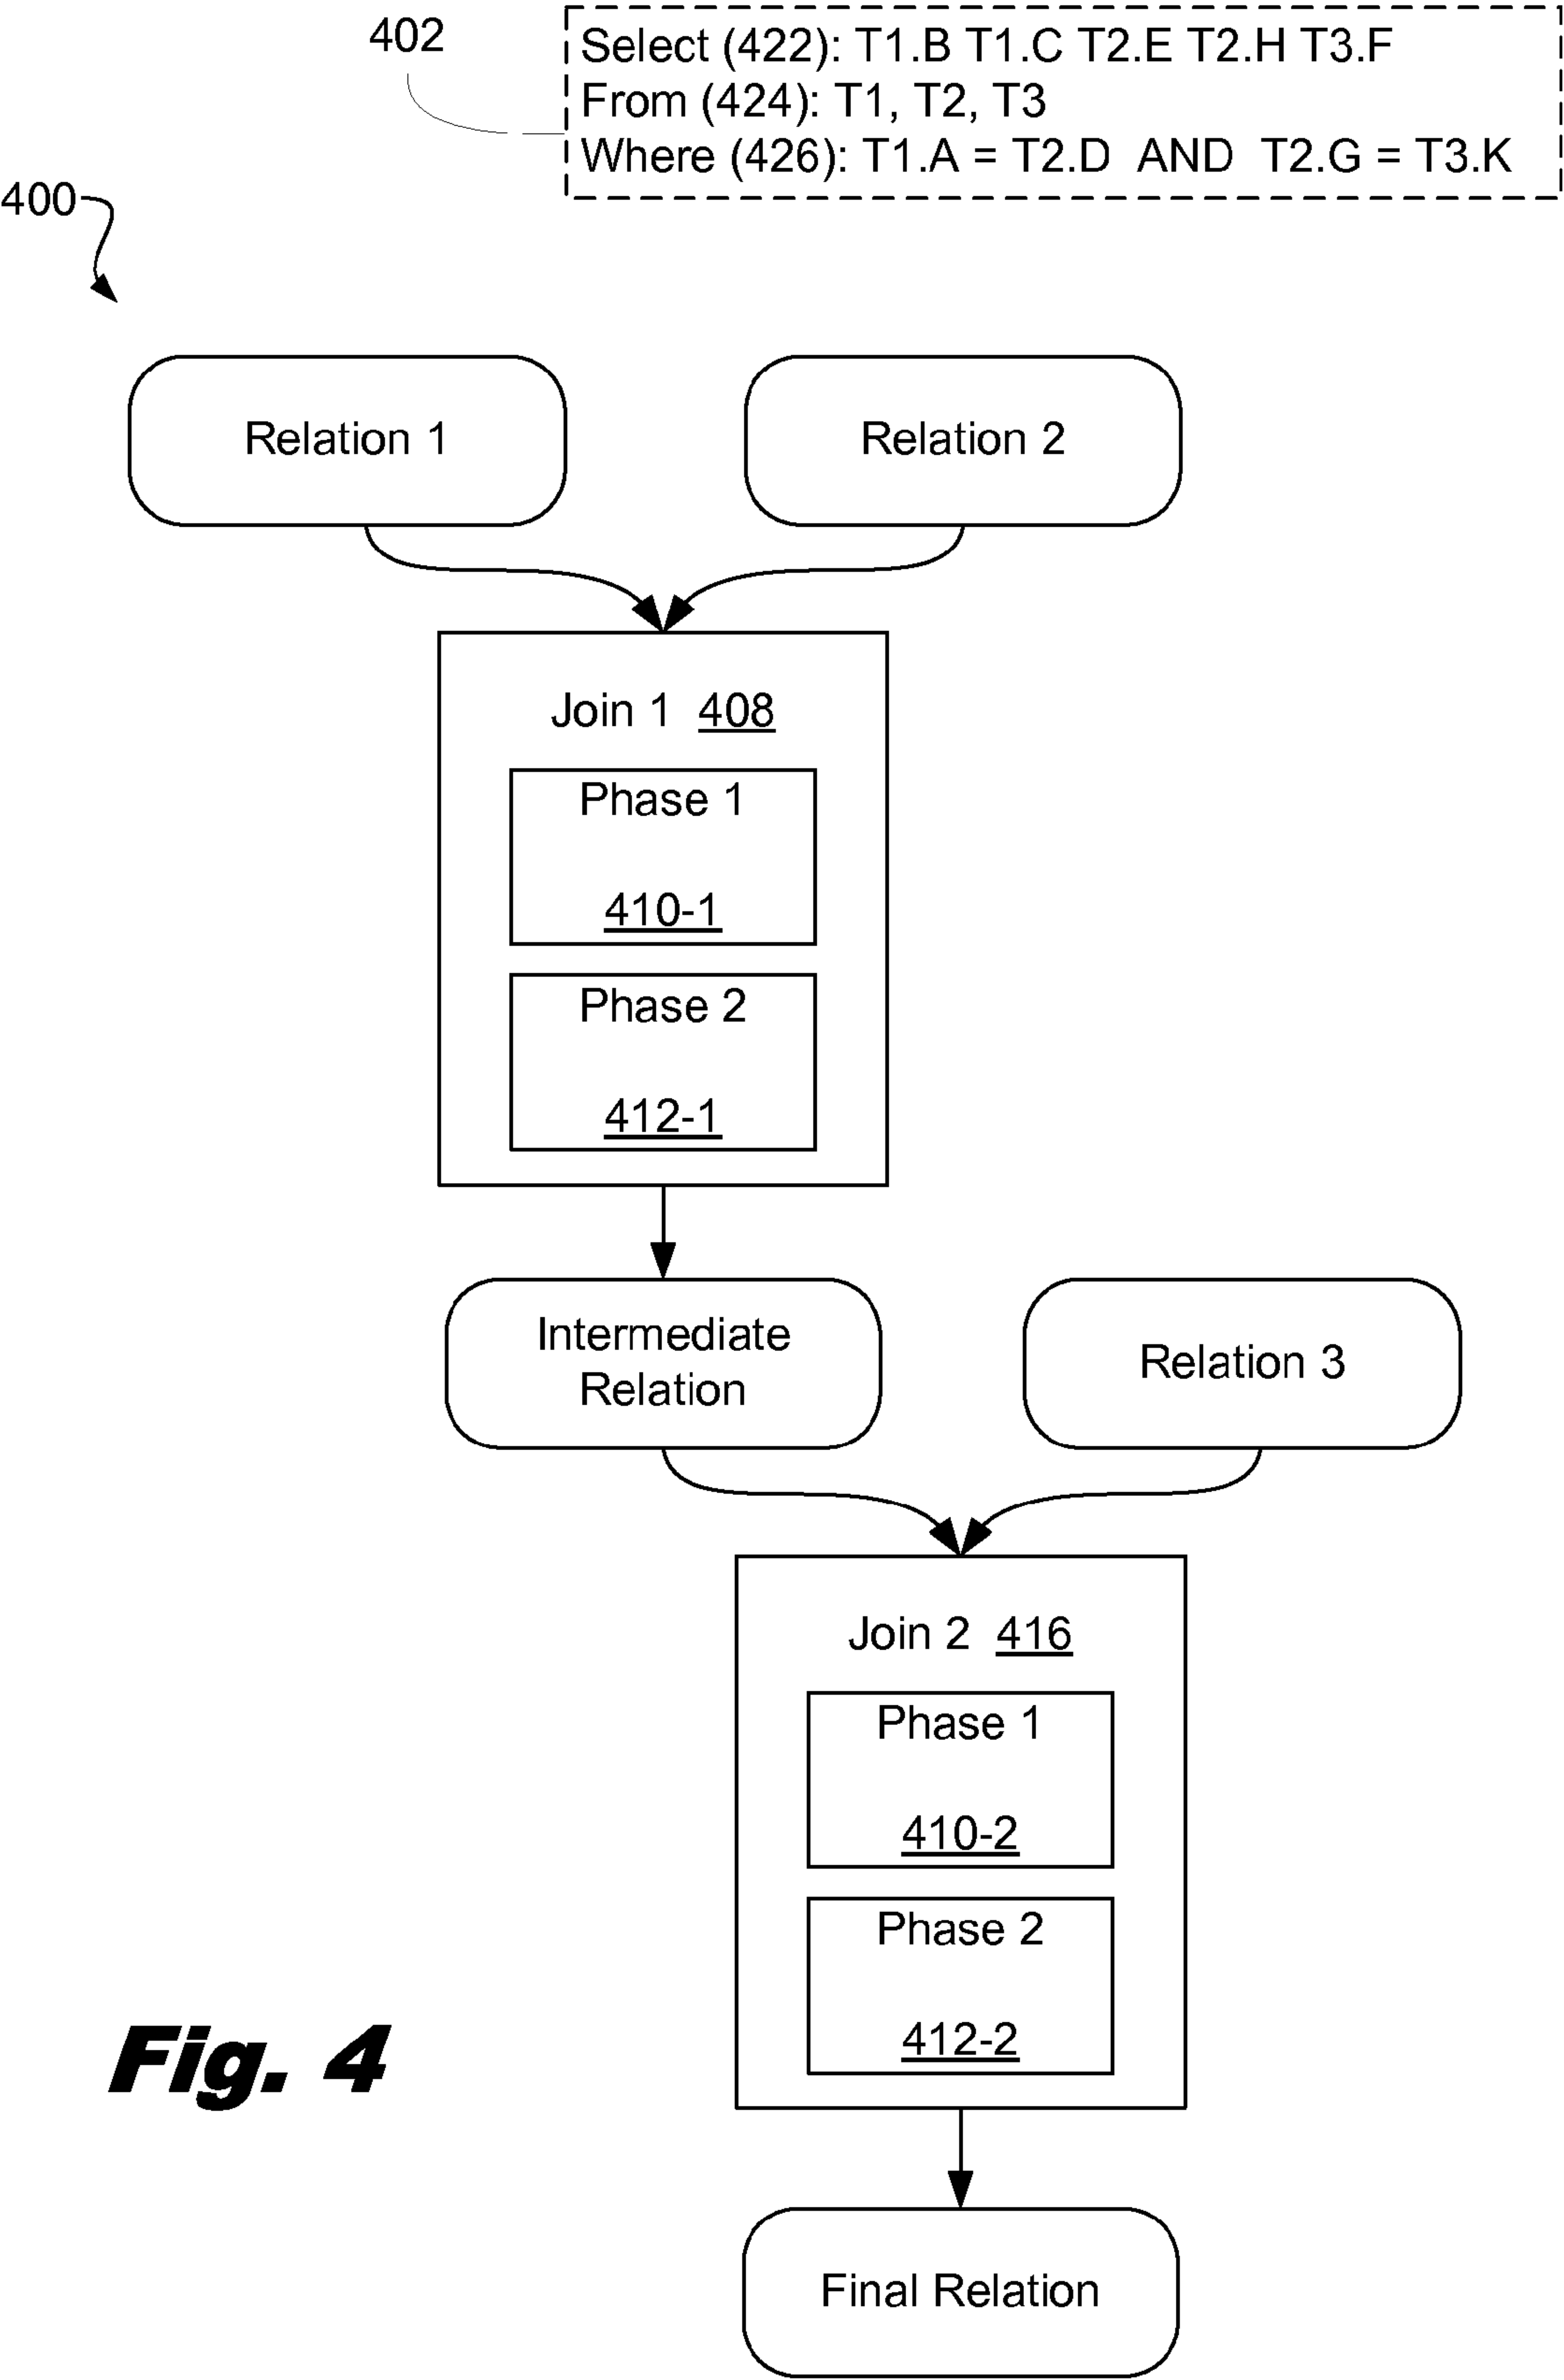 402
Select (422): T1.B T1.C T2.E T2.H T3.F
From (424): T1, T2, T3
Where (426): T1.A = T2.D AND T2.G = T3.K
400
Relation 1
Relation 2
Join 1 408
Phase 1
410-1
Phase 2
412-1
Intermediate
Relation
Relation 3
Join 2 416
Phase 1
410-2
Phase 2
412-2
Fig. 4
Final Relation